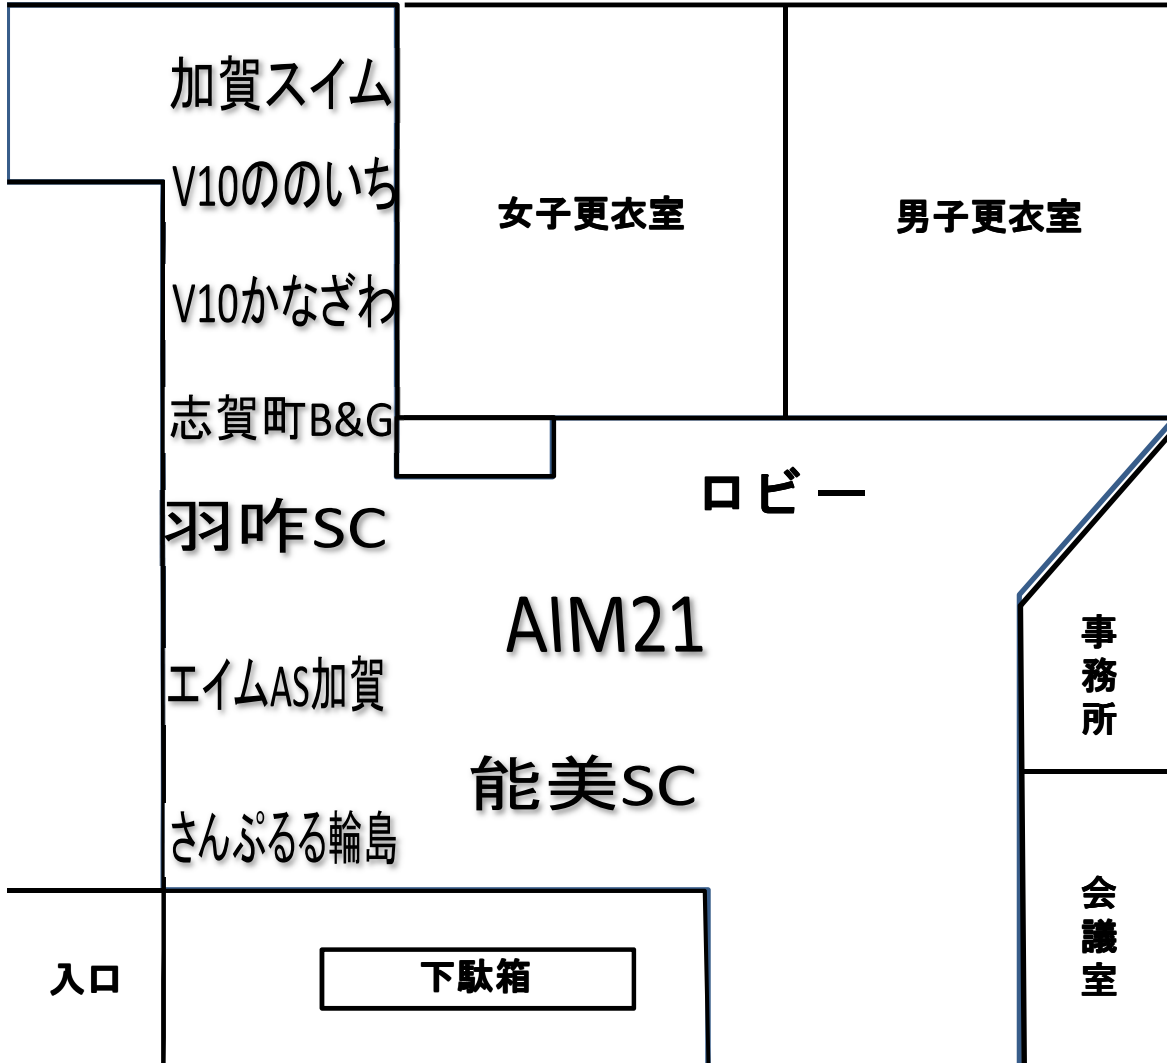 加賀スイム
V10ののいち
女子更衣室
男子更衣室
V10かなざわ
志賀町B&G
ロビー
羽咋SC
AIM21
エイムAS加賀
事務所
能美SC
さんぷるる輪島
会議室
入口
下駄箱